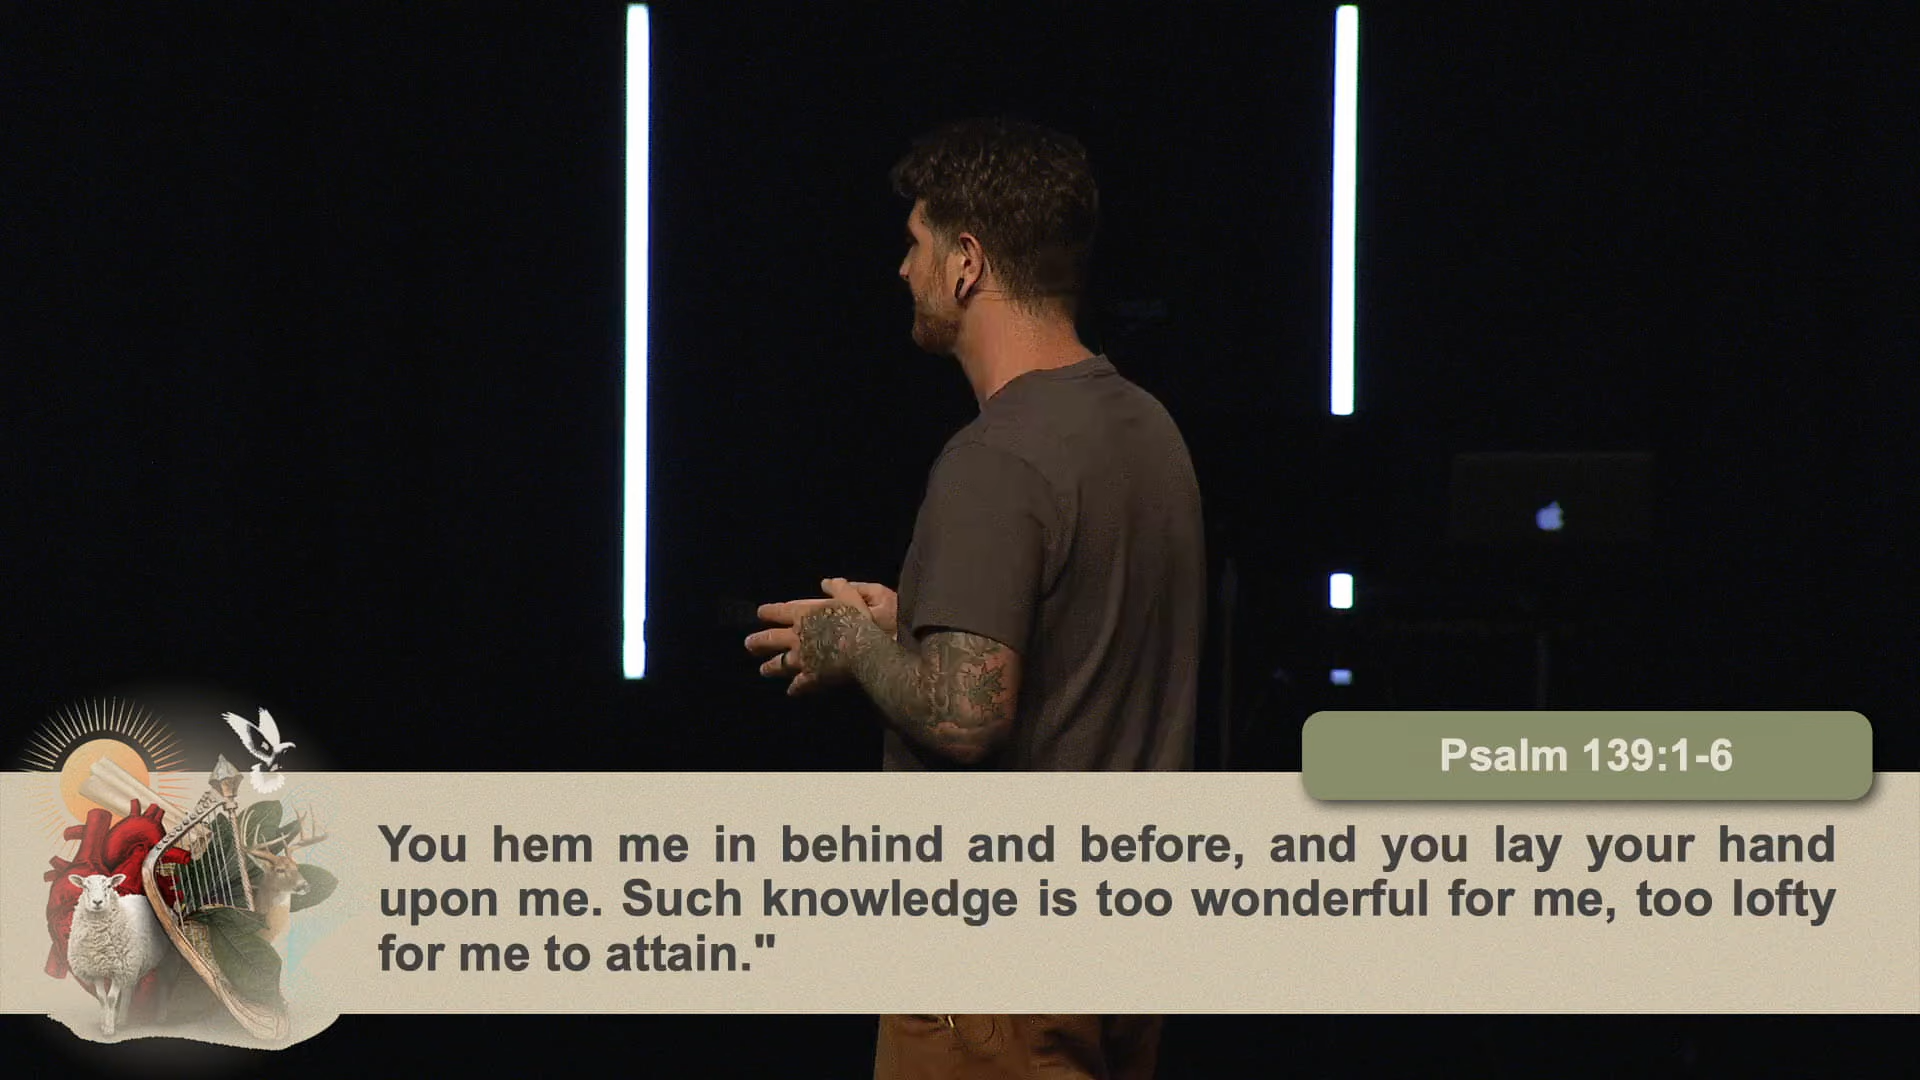 Psalm 139:1-6
You hem me in behind and before, and you lay your hand
upon me. Such knowledge is too wonderful for me, too lofty
for me to attain."